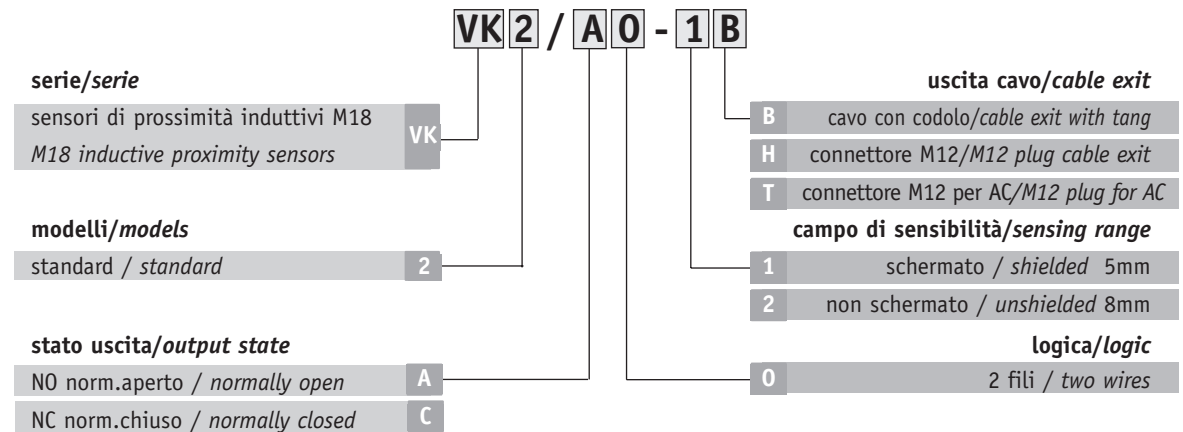 VK2/A0-1B
serie/serie
sensori di prossimità induttivi M18
M18 inductive proximity sensors
VK
modelli/models
standard / standard 2
stato uscita/output state
NO norm.aperto / normally open A
NC norm.chiuso / normally closed C
uscita cavo/cable exit
B cavo con codolo/cable exit with tang
H connettore M12/M12 plug cable exit
T connettore M12 per AC/M12 plug for AC
campo di sensibilità/sensing range
1 schermato / shielded 5mm
2 non schermato / unshielded 8mm
logica/logic
0 2 fili / two wires